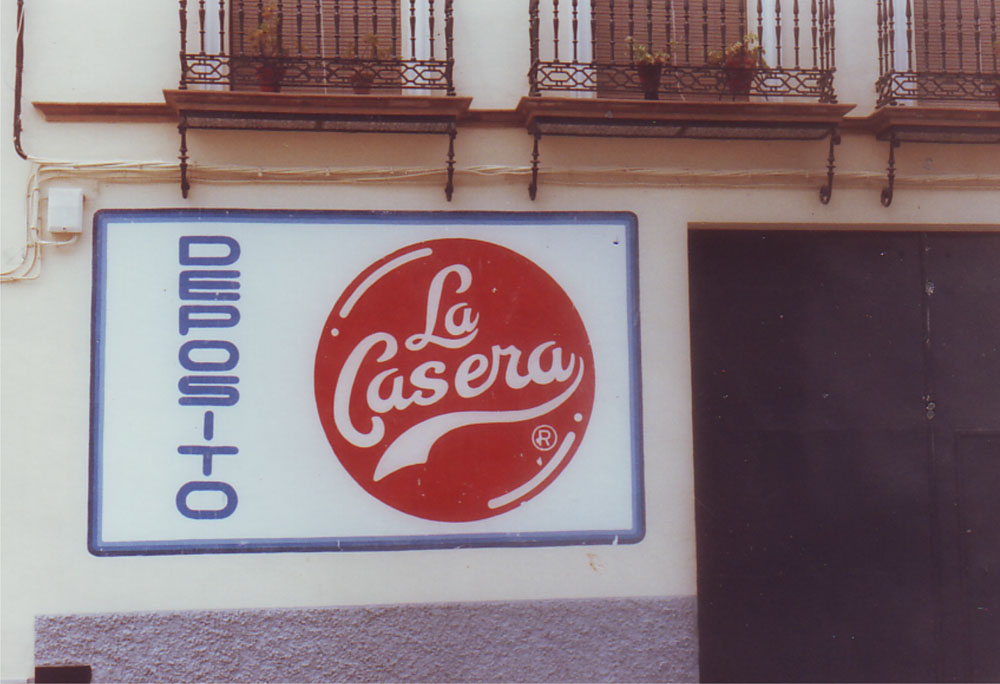 DEPOSITO
La
Casera
®